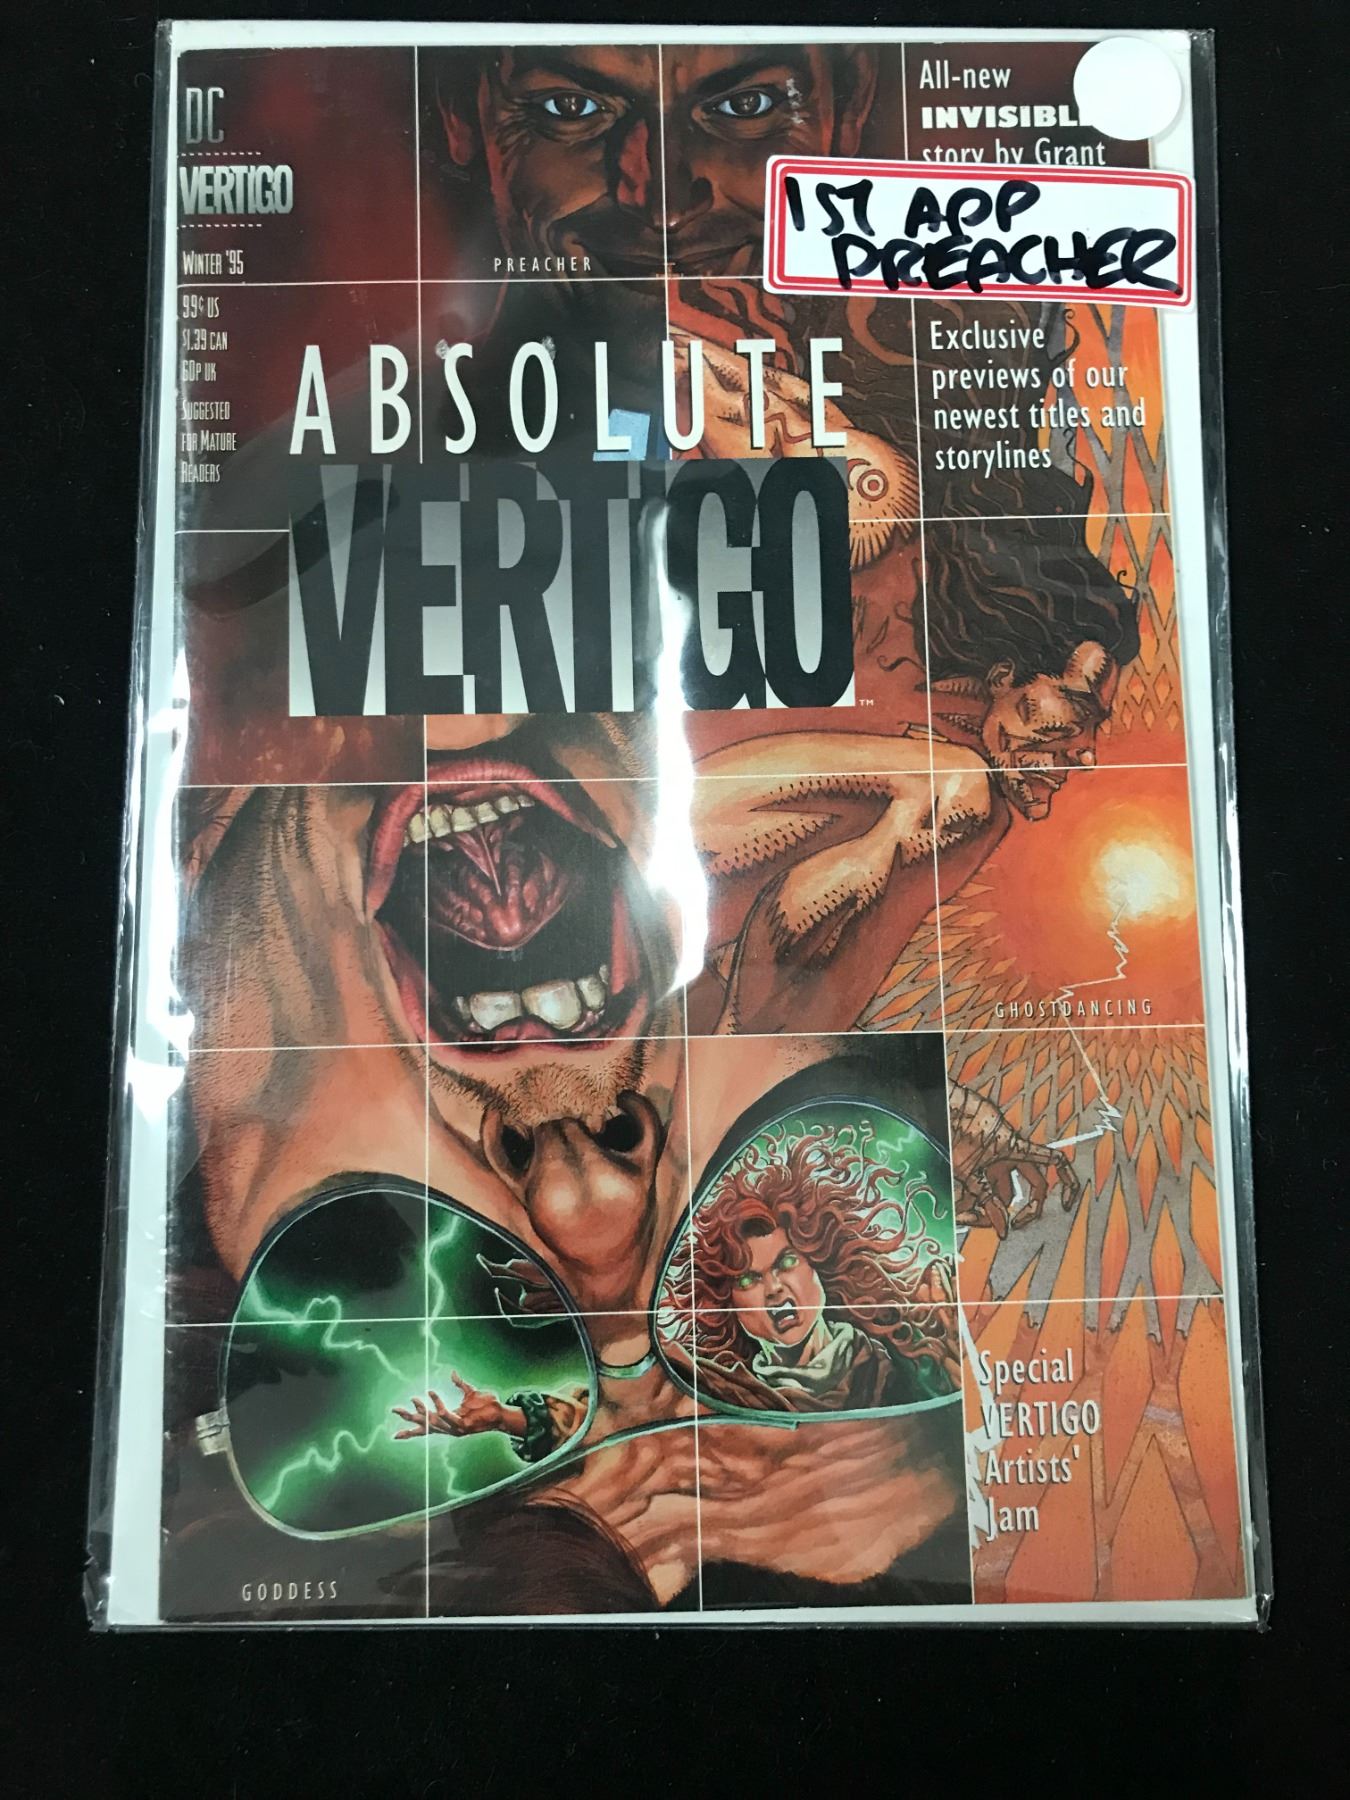 DC
VERTIGO
WINTER '95
99¢ US
$1.39 CAN
60P UK
SUGGESTED
FOR MATURE
READERS
PREACHER
All-new
story by Grant
1ST APP
PREACHER
ABSOLUTE
VERTIGO™
Exclusive
previews of our
newest titles and
storylines
GHOSTDANCING
Special
VERTIGO
Artists'
Jam
GODDESS